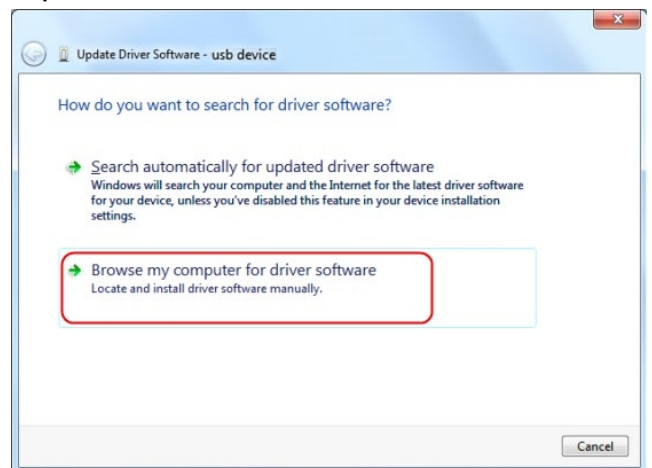 Update Driver Software - usb device
How do you want to search for driver software?
Search automatically for updated driver software
Windows will search your computer and the Internet for the latest driver software
for your device, unless you've disabled this feature in your device installation
settings.
Browse my computer for driver software
Locate and install driver software manually.
Cancel